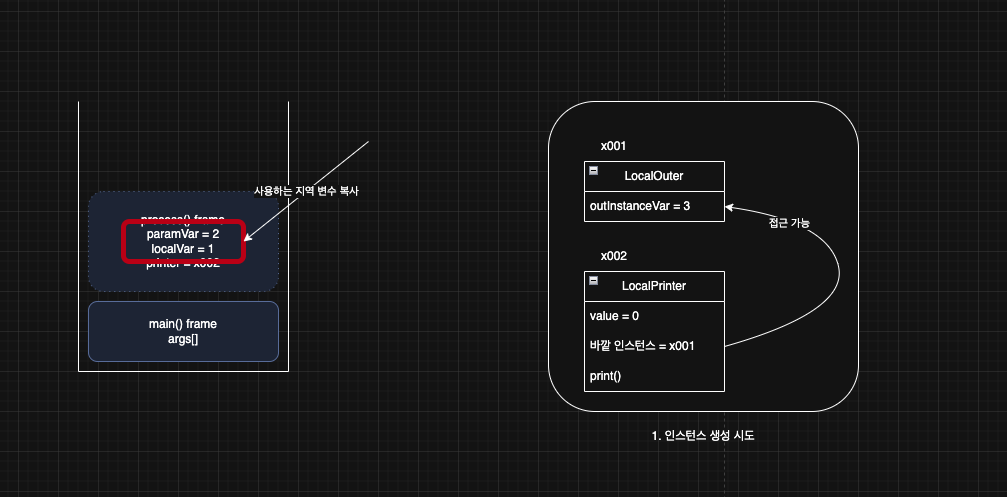 사용하는 지역 변수 복사
process() frame
paramVar = 2
localVar = 1
printer = x002
main() frame
args[]
x001
LocalOuter
outInstanceVar = 3
접근 가능
x002
LocalPrinter
value = 0
바깥 인스턴스 = x001
print()
1. 인스턴스 생성 시도